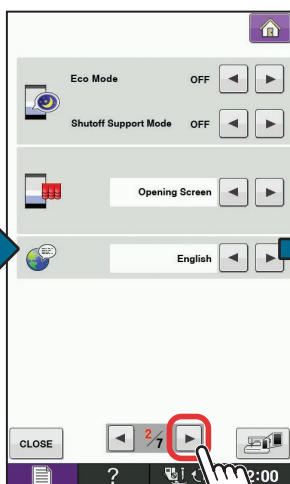 Eco Mode OFF
Shutoff Support Mode OFF
Opening Screen
English
CLOSE 2/7
? 2:00